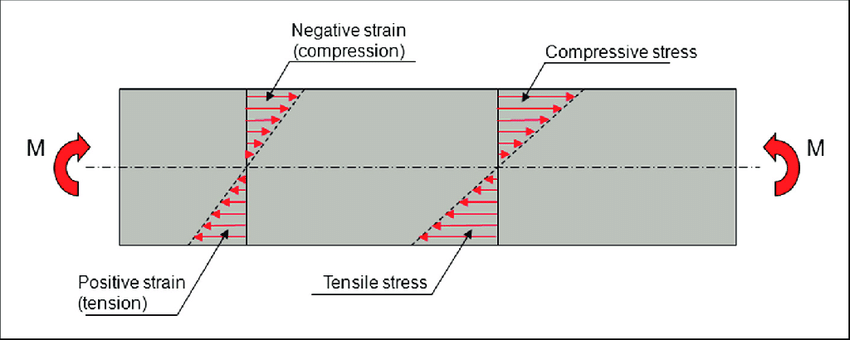 Negative strain
(compression)
Compressive stress
M
M
Positive strain
(tension)
Tensile stress